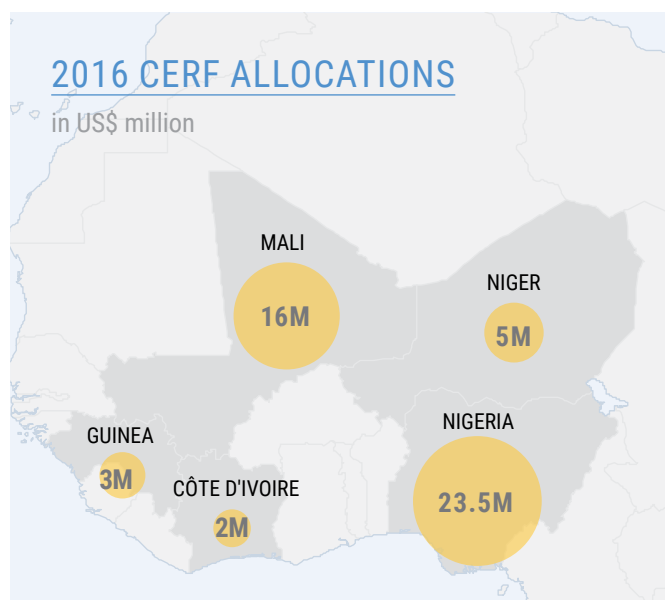 2016 CERF ALLOCATIONS
in US$ million
MALI
16M
NIGER
5M
NIGERIA
23.5M
GUINEA
3M
CÔTE D'IVOIRE
2M